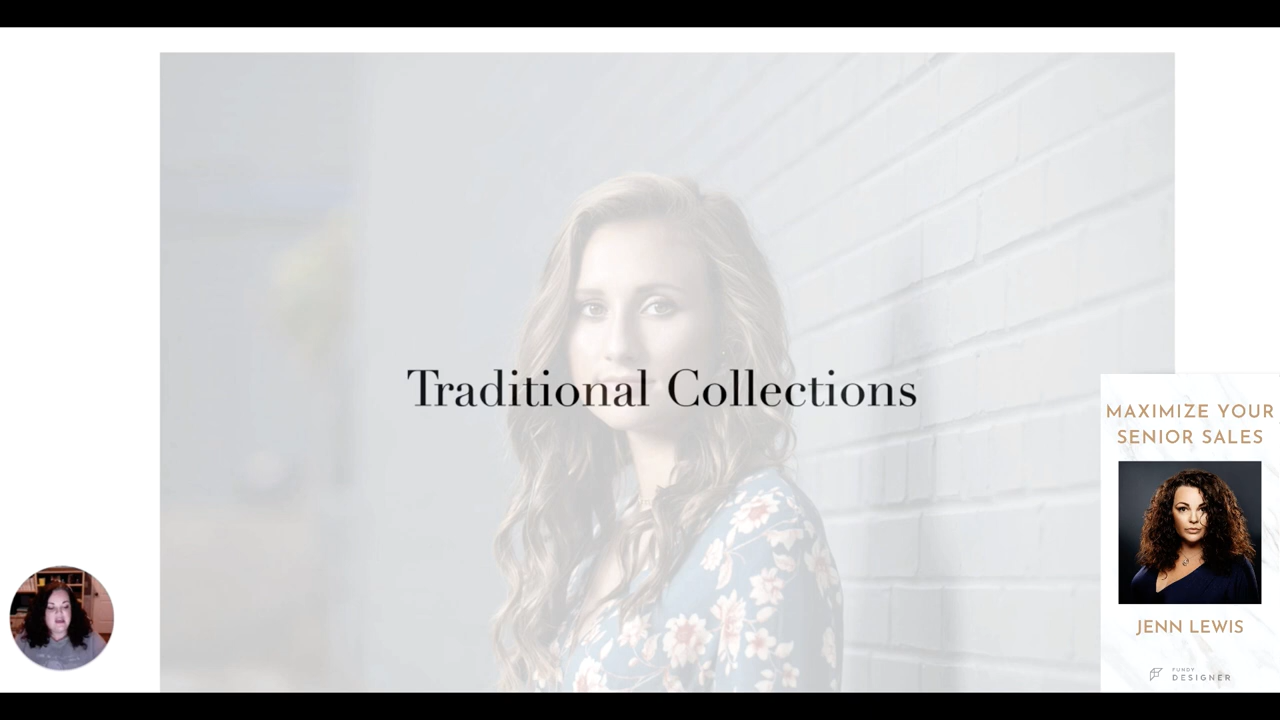 Traditional Collections
MAXIMIZE YOUR
SENIOR SALES
JENN LEWIS
FUNDY
DESIGNER